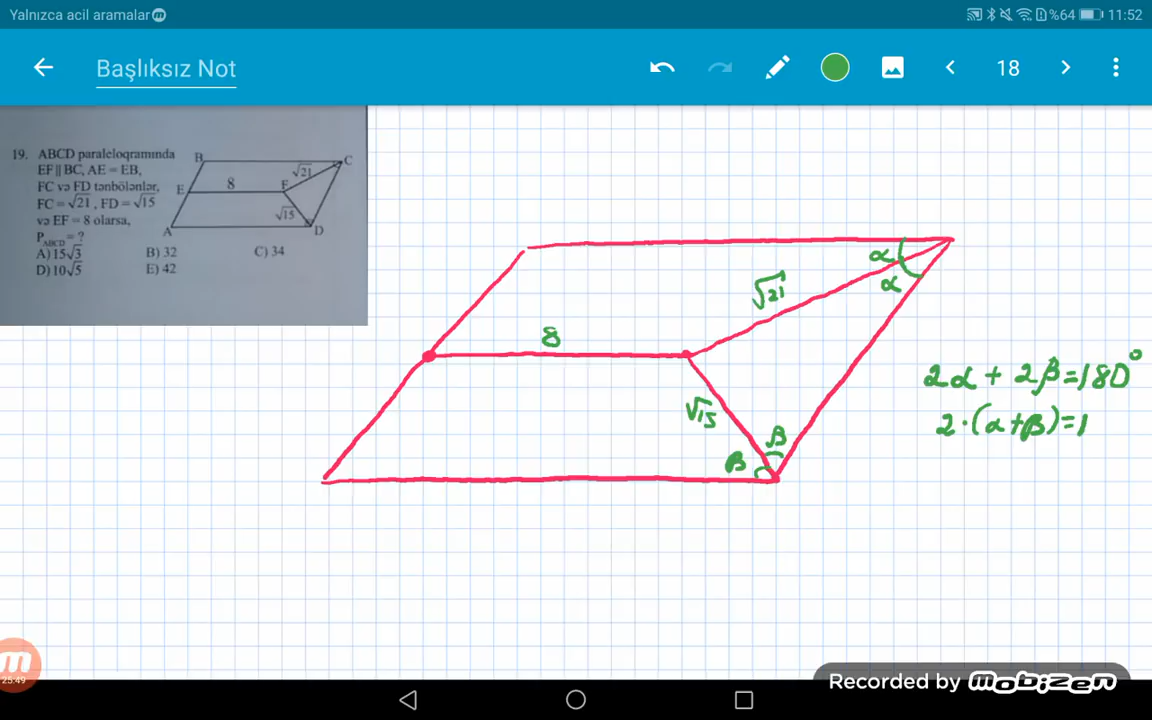 Yalnızca acil aramalar
%64 11:52
Başlıksız Not
18
19. ABCD paraleloqramında
EF || BC, AE = EB,
FC və FD tənbölənlər,
FC = √21 , FD = √15
və EF = 8 olarsa,
P_ABCD = ?
A) 15√3 B) 32 C) 34
D) 10√5 E) 42
B
C
√21
E
8
F
√15
A
D
α
√21
α
8
2α + 2β = 180°
√15
2·(α+β)=1
β
β
25:49
Recorded by mobizen